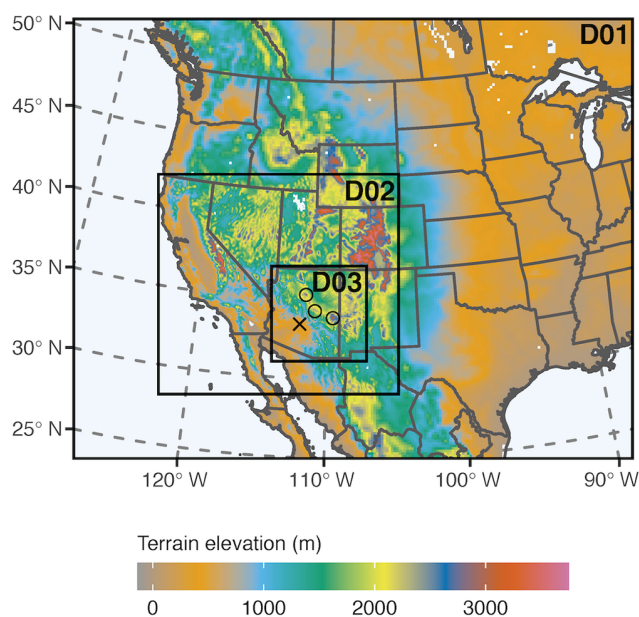 50° N
D01
45° N
40° N
D02
35° N
D03
30° N
25° N
120° W 110° W 100° W 90° W
Terrain elevation (m)
0 1000 2000 3000